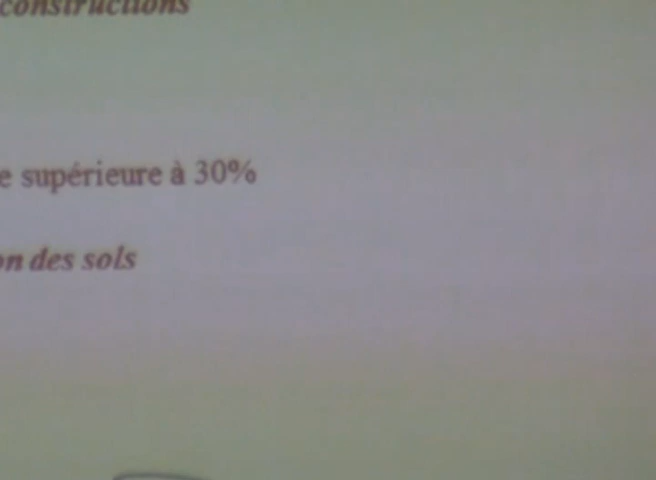 constructions
e supérieure à 30%
on des sols